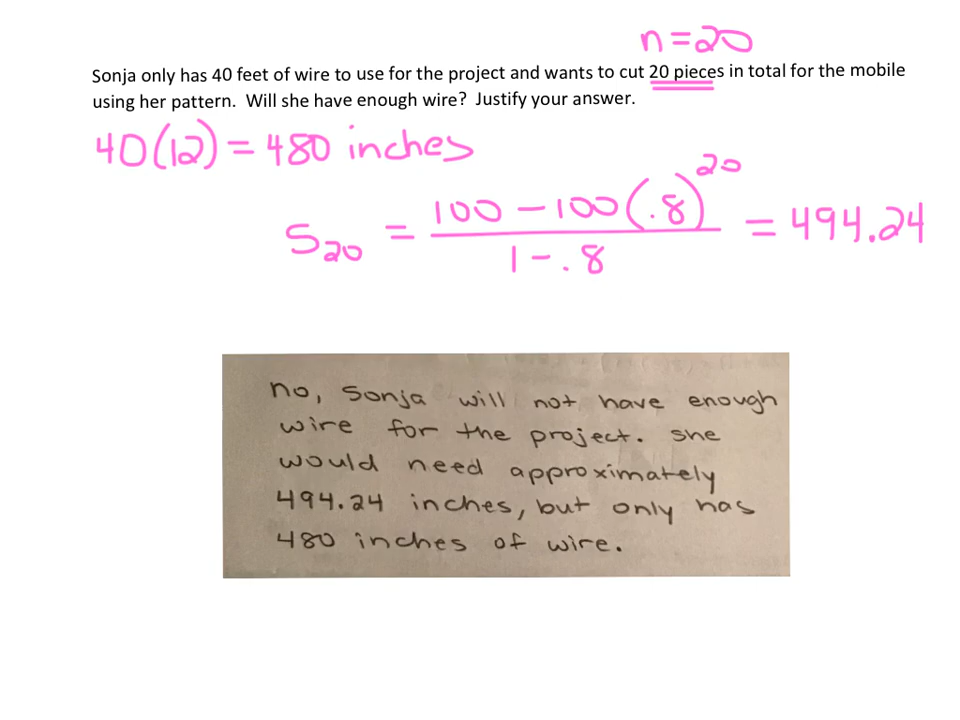 n=20
Sonja only has 40 feet of wire to use for the project and wants to cut 20 pieces in total for the mobile
using her pattern. Will she have enough wire? Justify your answer.
40(12) = 480 inches
S₂₀ = (100 - 100(.8)²⁰)/(1 - .8) = 494.24
no, Sonja will not have enough
wire for the project. She
would need approximately
494.24 inches, but only has
480 inches of wire.